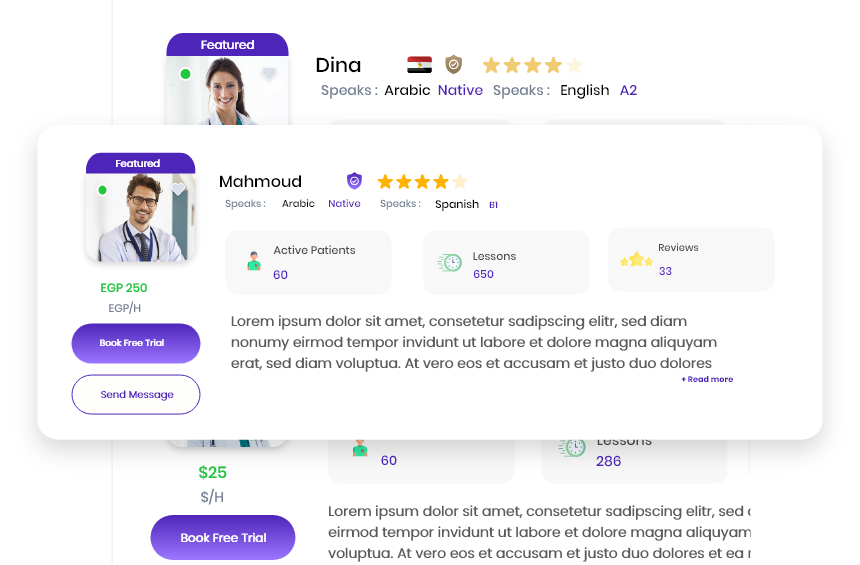 Featured
Dina
Speaks : Arabic Native Speaks : English A2
Featured
Mahmoud
Speaks : Arabic Native Speaks : Spanish B1
Active Patients
60
Lessons
650
Reviews
33
EGP 250
EGP/H
Book Free Trial
Send Message
Lorem ipsum dolor sit amet, consetetur sadipscing elitr, sed diam
nonumy eirmod tempor invidunt ut labore et dolore magna aliquyam
erat, sed diam voluptua. At vero eos et accusam et justo duo dolores
+ Read more
60
Lessons
286
$25
$/H
Book Free Trial
Lorem ipsum dolor sit amet, consetetur sadipscing elitr, sed
eirmod tempor invidunt ut labore et dolore magna aliquyam
voluptua. At vero eos et accusam et justo duo dolores et ea